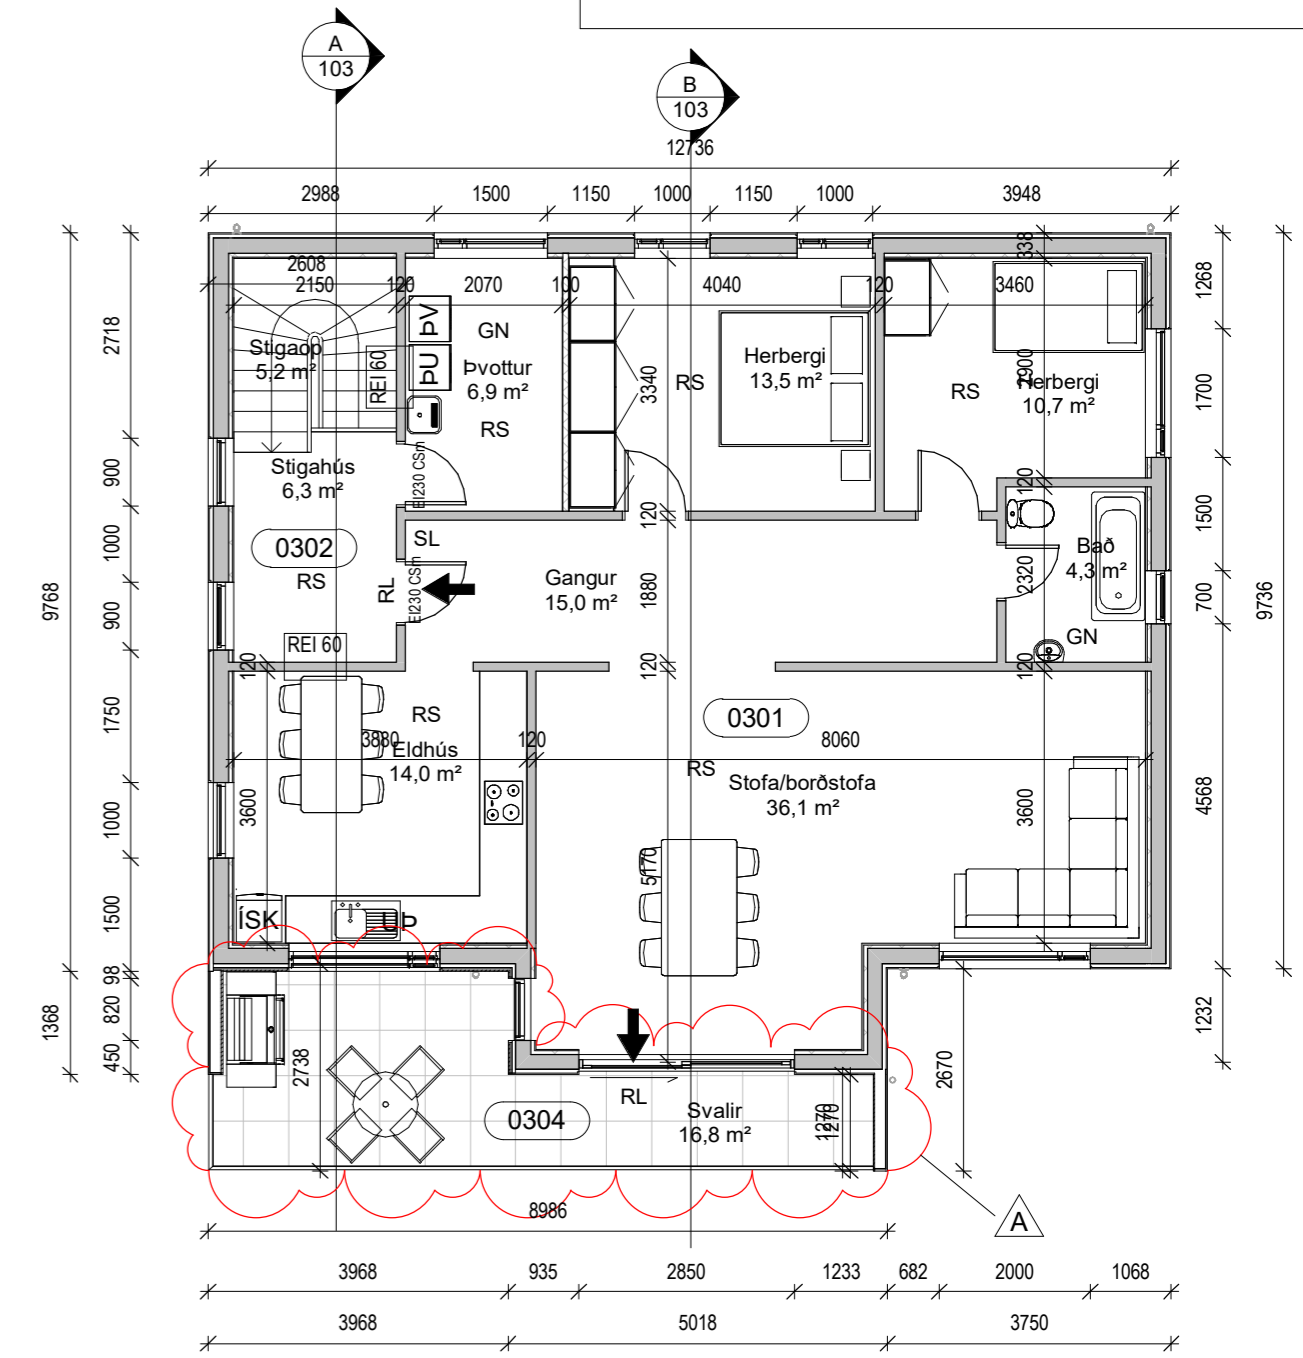 A
103
B
103
12736
2988
1500
1150
1000
1150
1000
3948
2608
2150
120
2070
100
4040
120
3460
338
1268
2718
Stigaop
5,2 m²
REI 60
ÞV
ÞU
GN
Þvottur
6,9 m²
RS
3340
RS
Herbergi
13,5 m²
RS
2900
Herbergi
10,7 m²
1700
900
Stigahús
6,3 m²
EI230 CSm
120
120
1500
1000
0302
RS
SL
RL
EI230 CSm
Gangur
15,0 m²
1880
2320
Bað
4,3 m²
GN
700
900
9768
9736
REI 60
120
120
120
1750
RS
0301
3880
Eldhús
14,0 m²
120
8060
RS
Stofa/borðstofa
36,1 m²
1000
3600
3600
4568
5170
1500
ÍSK
UÞ
98
820
450
1368
1232
2738
RL
0304
Svalir
16,8 m²
1270
1270
2670
A
8986
3968
935
2850
1233
682
2000
1068
3968
5018
3750